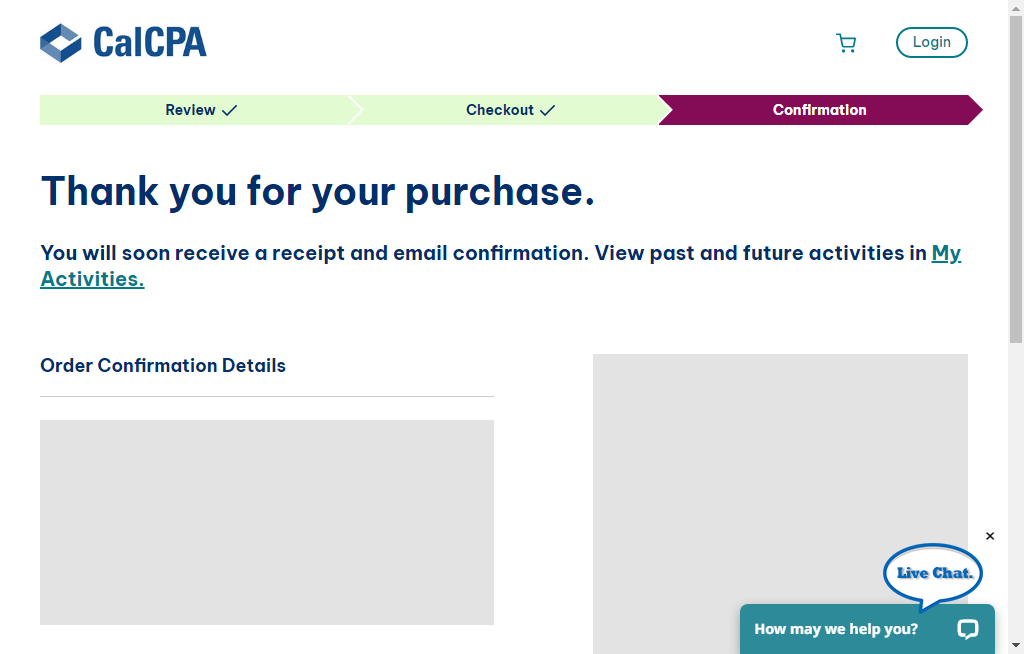 CalCPA
Login
Review
Checkout
Confirmation
Thank you for your purchase.
You will soon receive a receipt and email confirmation. View past and future activities in My
Activities.
Order Confirmation Details
Live Chat.
How may we help you?